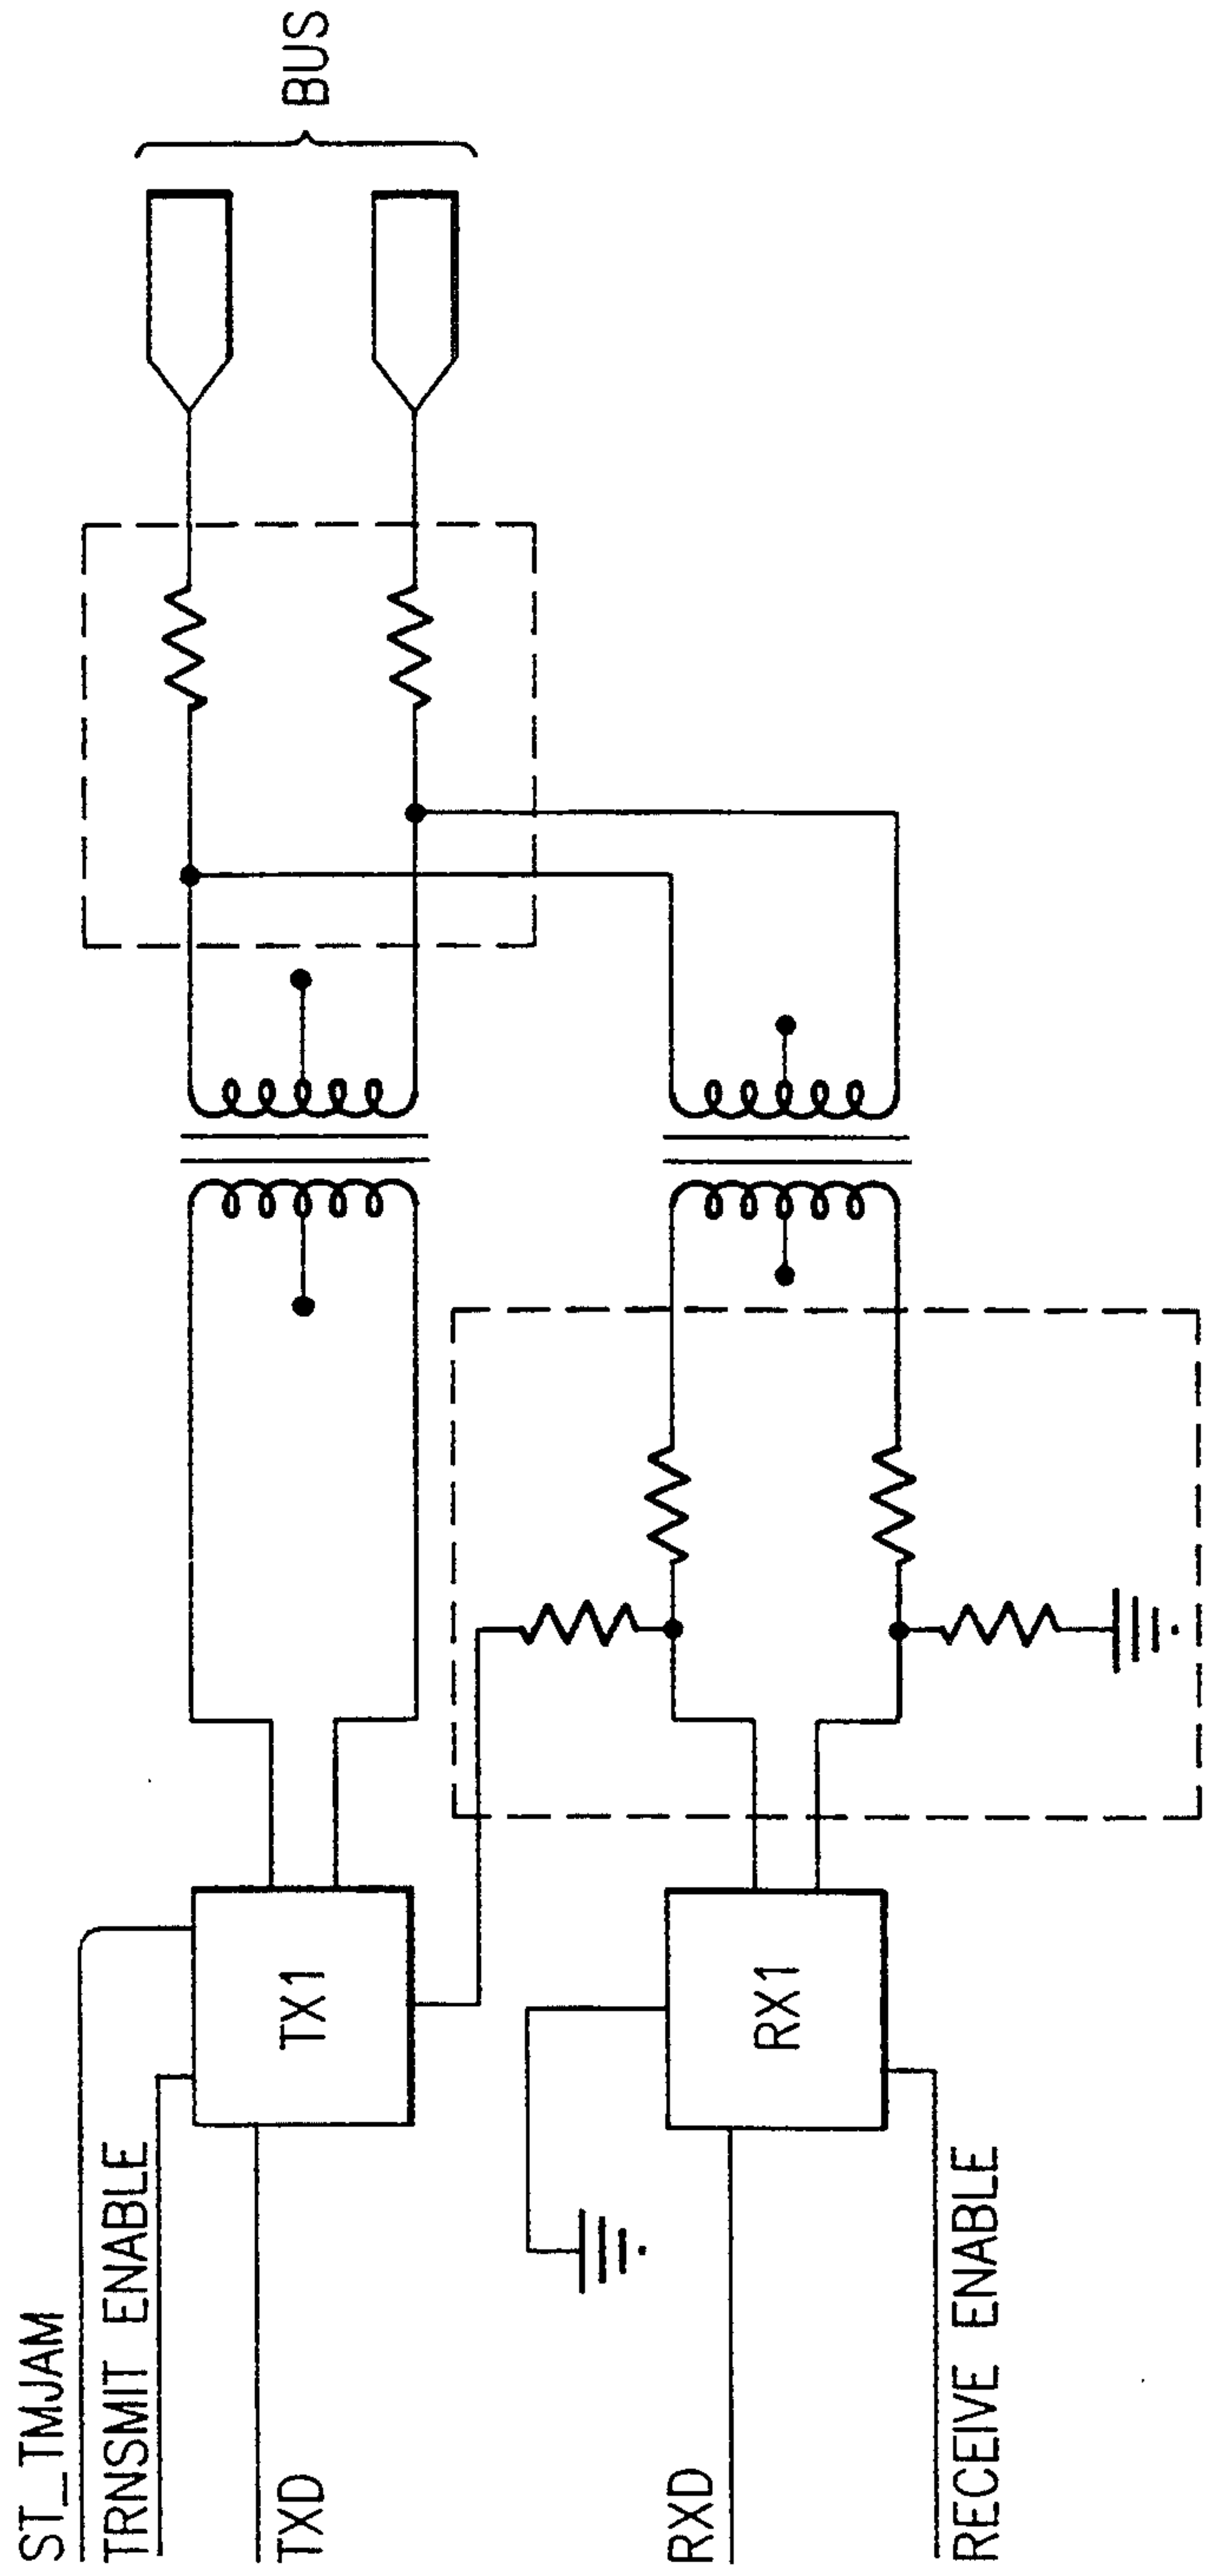 ST_TMJAM
TRNSMIT ENABLE
TXD
TX1
BUS
RXD
RX1
RECEIVE ENABLE